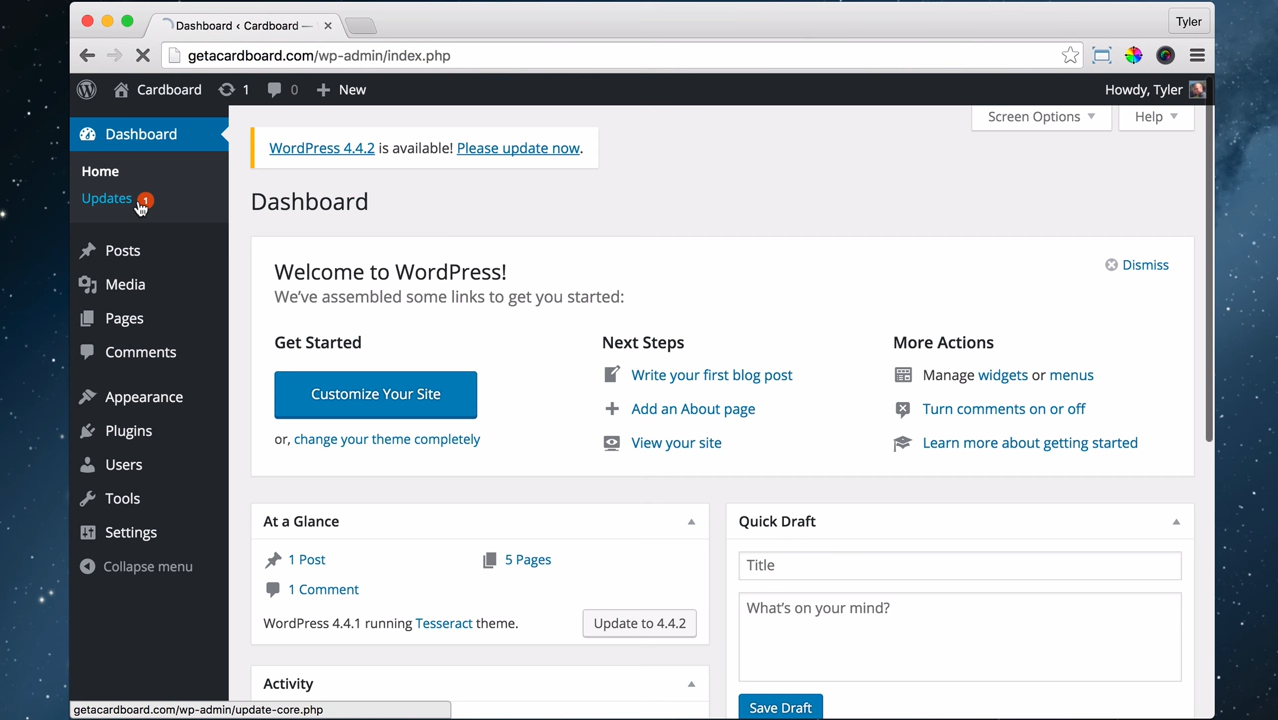 Dashboard ‹ Cardboard —
Tyler
getacardboard.com/wp-admin/index.php
Cardboard
1
0
New
Howdy, Tyler
Dashboard
Home
Updates 1
Posts
Media
Pages
Comments
Appearance
Plugins
Users
Tools
Settings
Collapse menu
Screen Options
Help
WordPress 4.4.2 is available! Please update now.
Dashboard
Welcome to WordPress!
We've assembled some links to get you started:
Dismiss
Get Started
Customize Your Site
or, change your theme completely
Next Steps
Write your first blog post
Add an About page
View your site
More Actions
Manage widgets or menus
Turn comments on or off
Learn more about getting started
At a Glance
1 Post
5 Pages
1 Comment
WordPress 4.4.1 running Tesseract theme.
Update to 4.4.2
Activity
Quick Draft
Title
What's on your mind?
Save Draft
getacardboard.com/wp-admin/update-core.php